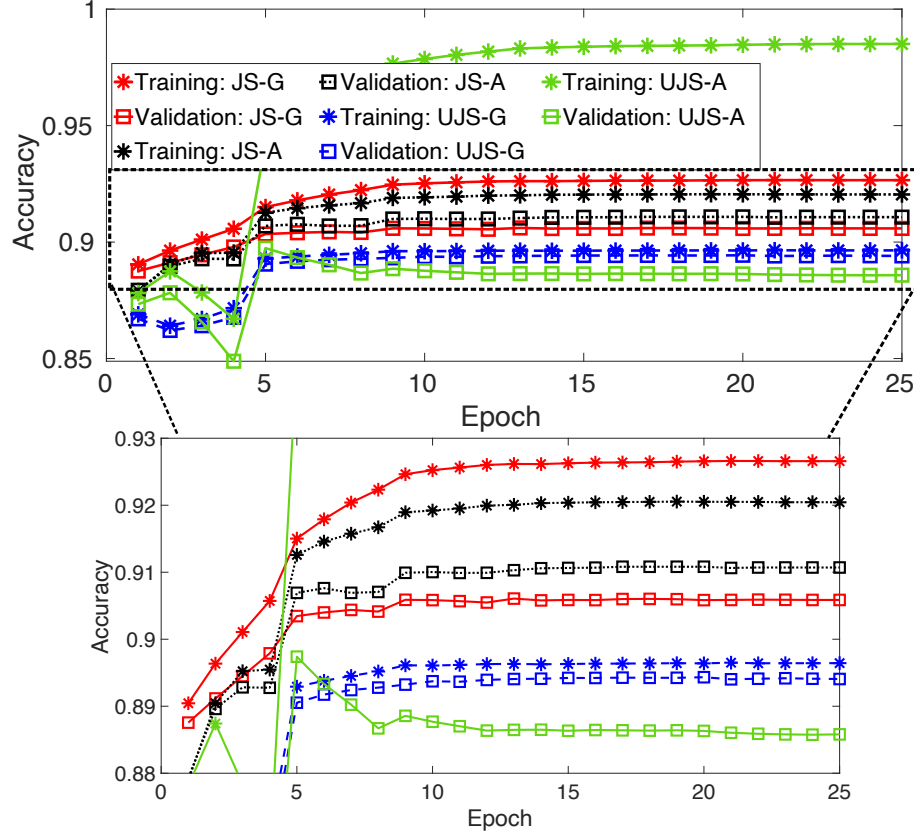 1
0.95
0.9
0.85
Accuracy
Training: JS-G
Validation: JS-A
Training: UJS-A
Validation: JS-G
Training: UJS-G
Validation: UJS-A
Training: JS-A
Validation: UJS-G
0 5 10 15 20 25
Epoch
0.93
0.92
0.91
0.9
0.89
0.88
Accuracy
0 5 10 15 20 25
Epoch